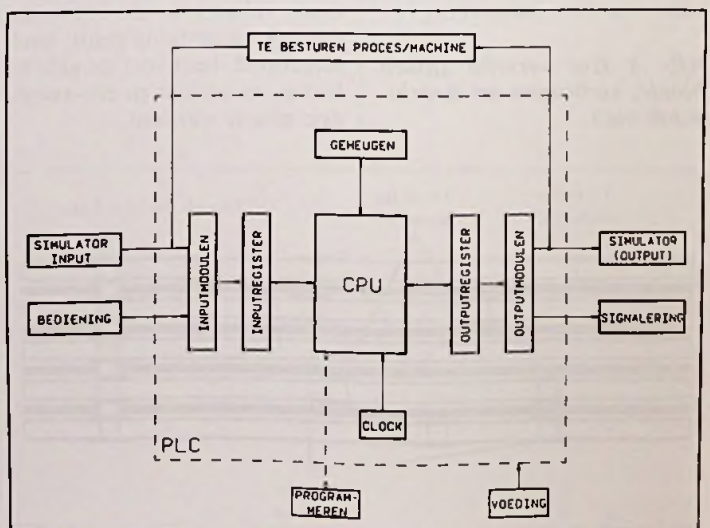 TE BESTUREN PROCES/MACHINE
GEHEUGEN
SIMULATOR
INPUT
BEDIENING
INPUTMODULEN
INPUTREGISTER
CPU
OUTPUTREGISTER
OUTPUTMODULEN
SIMULATOR
(OUTPUT)
SIGNALERING
CLOCK
PLC
PROGRAM-
MEREN
VOEDING